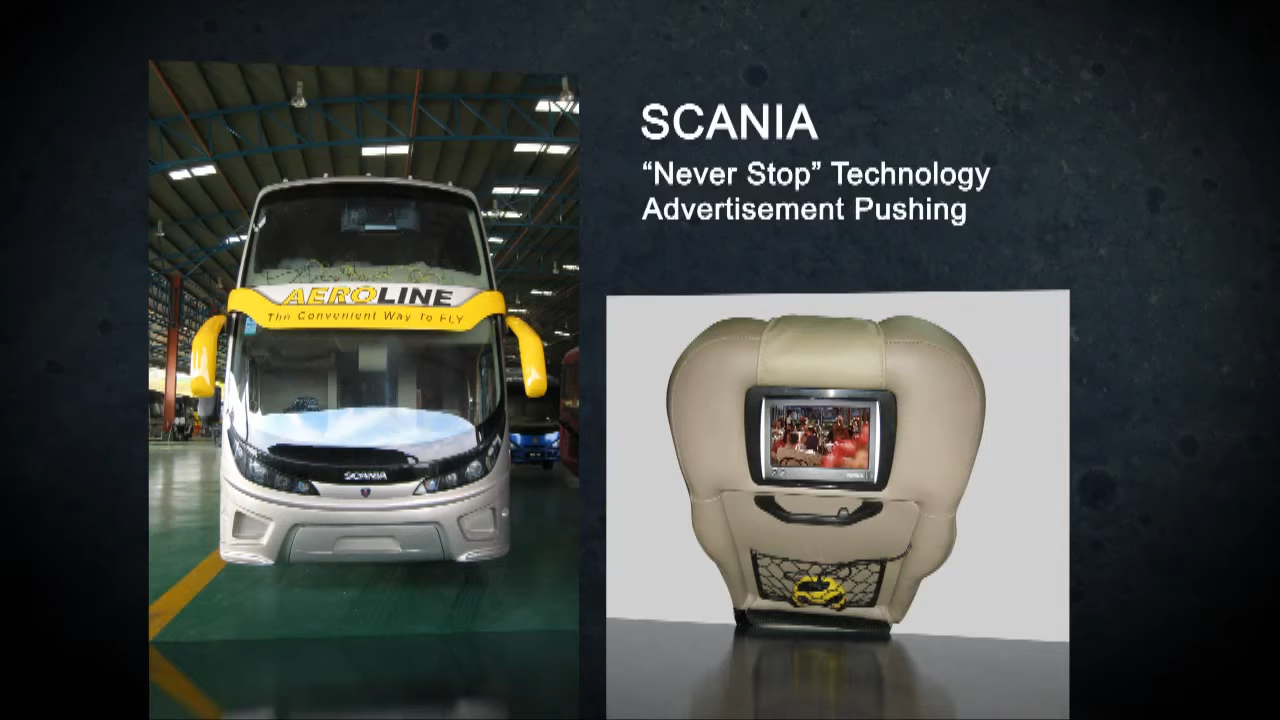 SCANIA
“Never Stop” Technology
Advertisement Pushing
AEROLINE
The Convenient Way To FLY
SCANIA